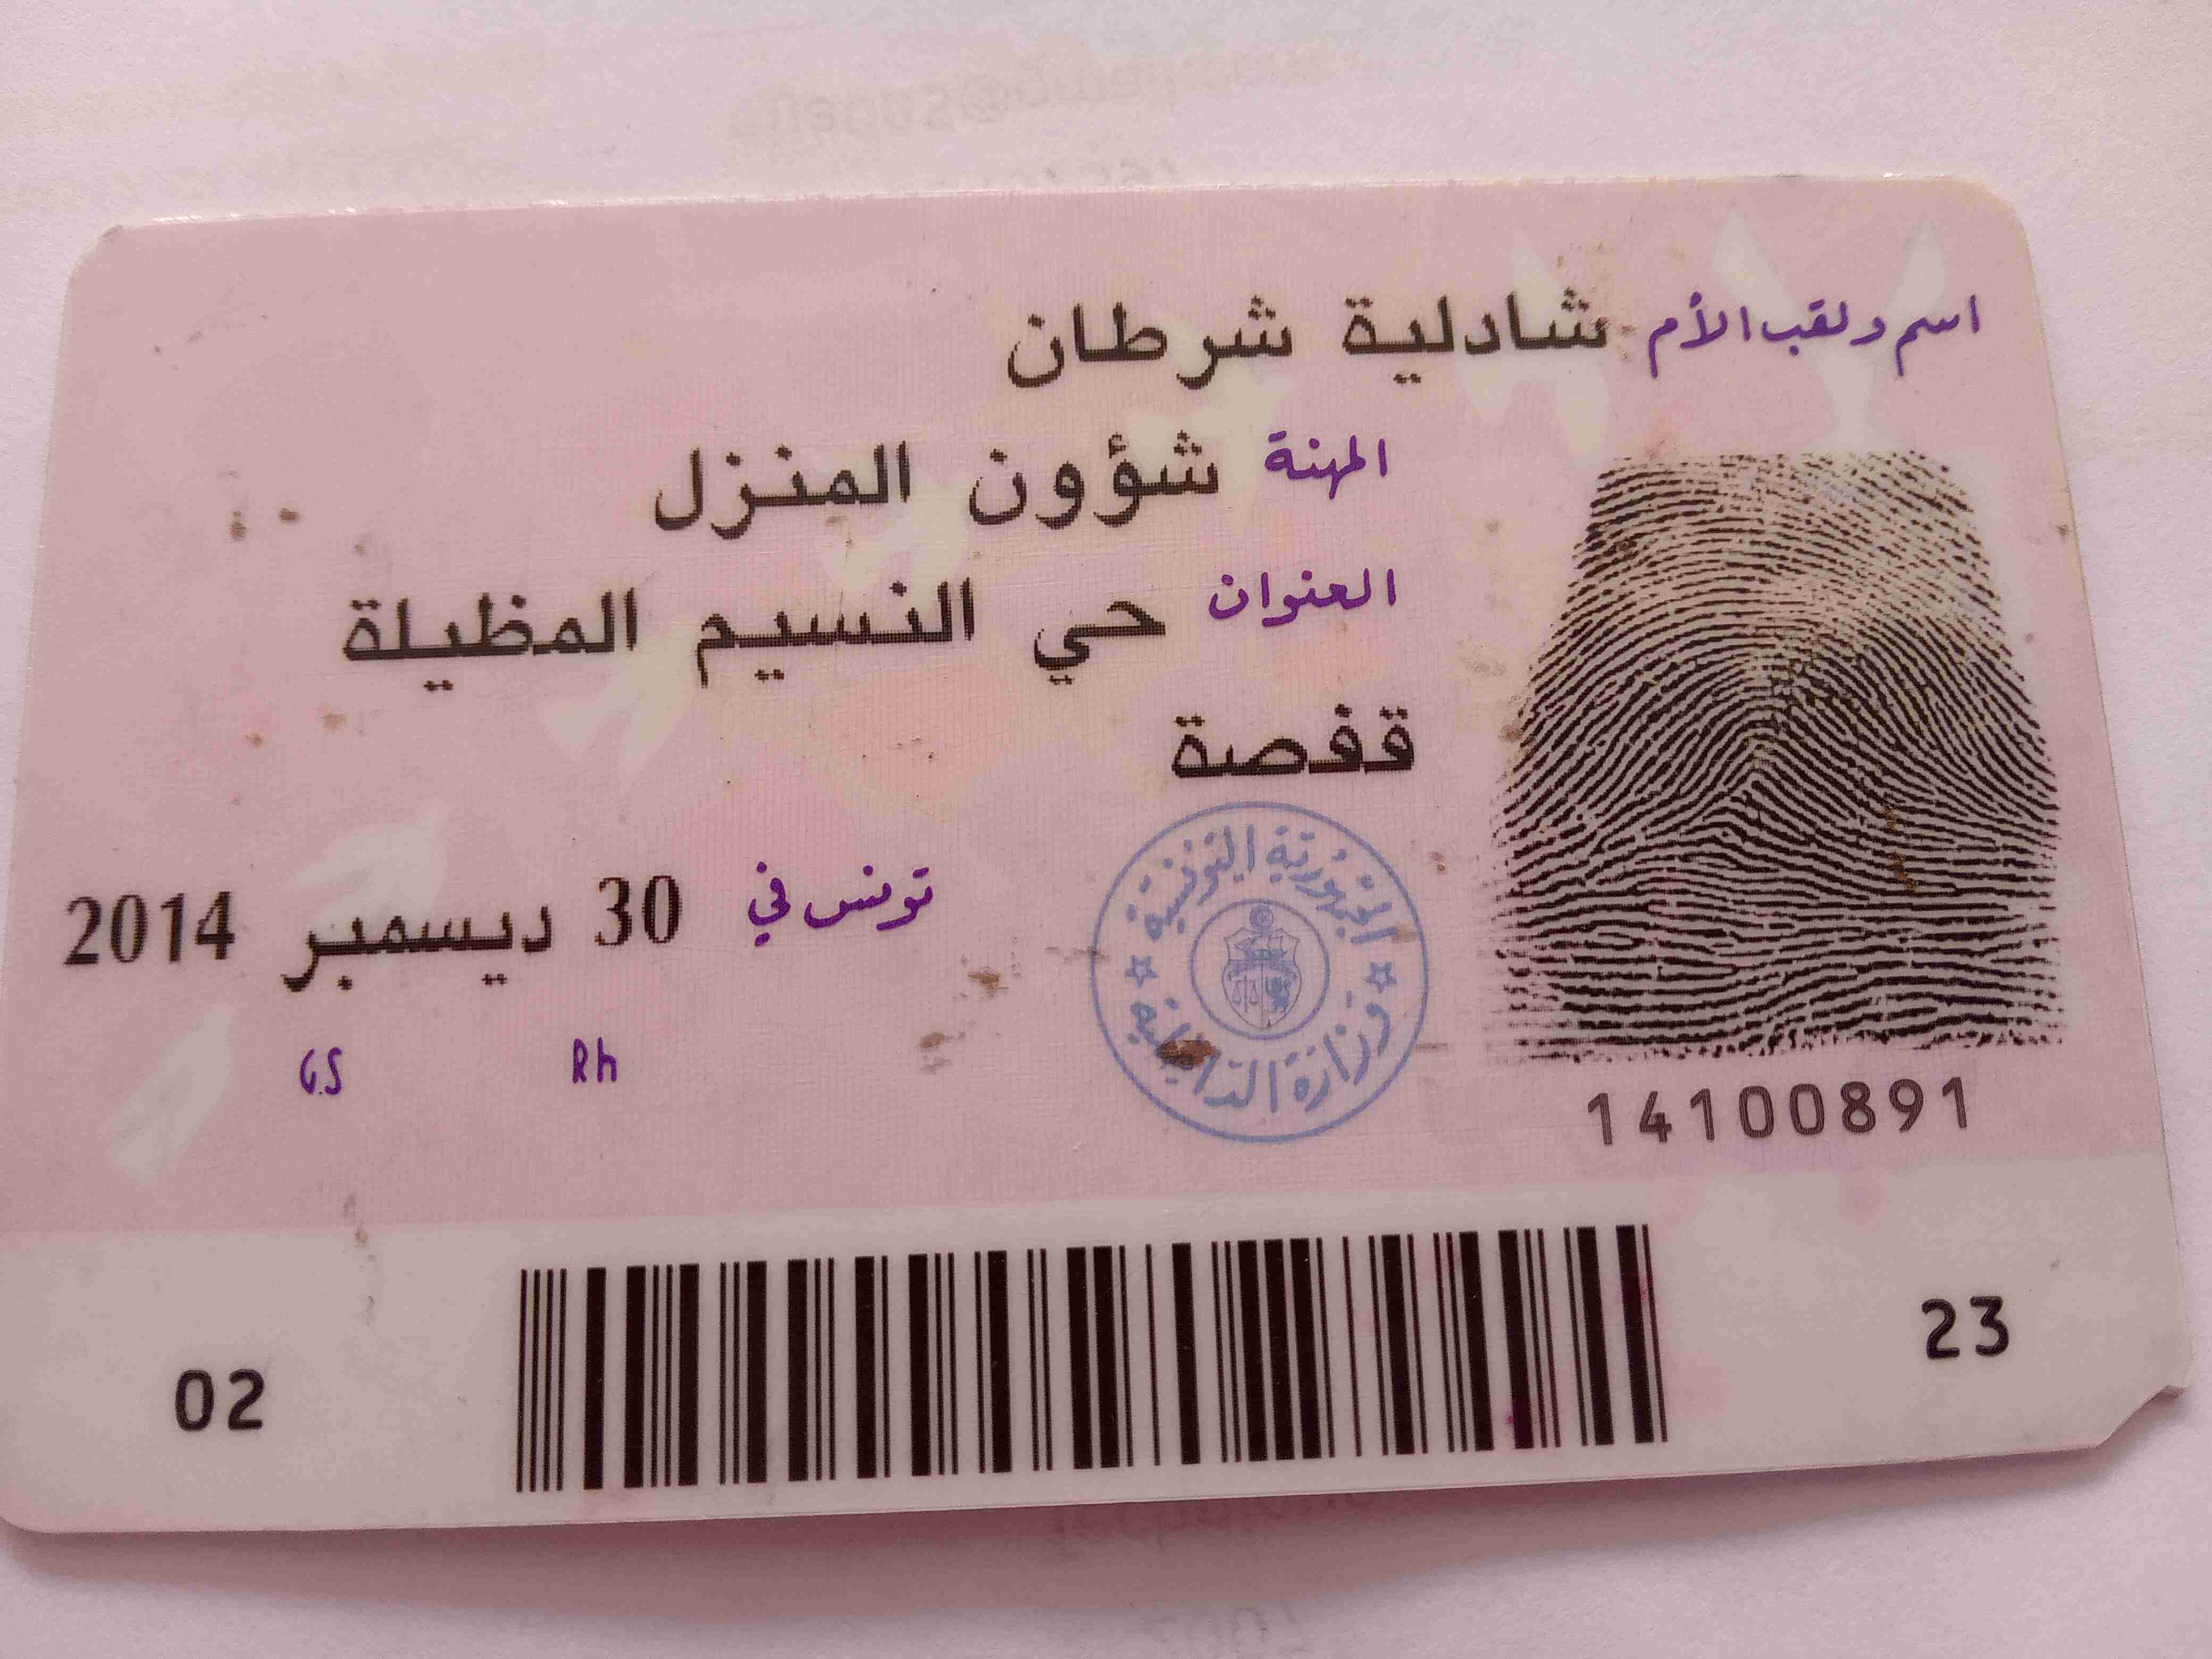 اسم ولقب الأم شادلية شرطان
المهنة شؤون المنزل
العنوان حي النسيم المظيلة
قفصة
الجمهورية التونسية
وزارة الداخلية
تونس في 30 ديسمبر 2014
Rh G.S
14100891
02 23